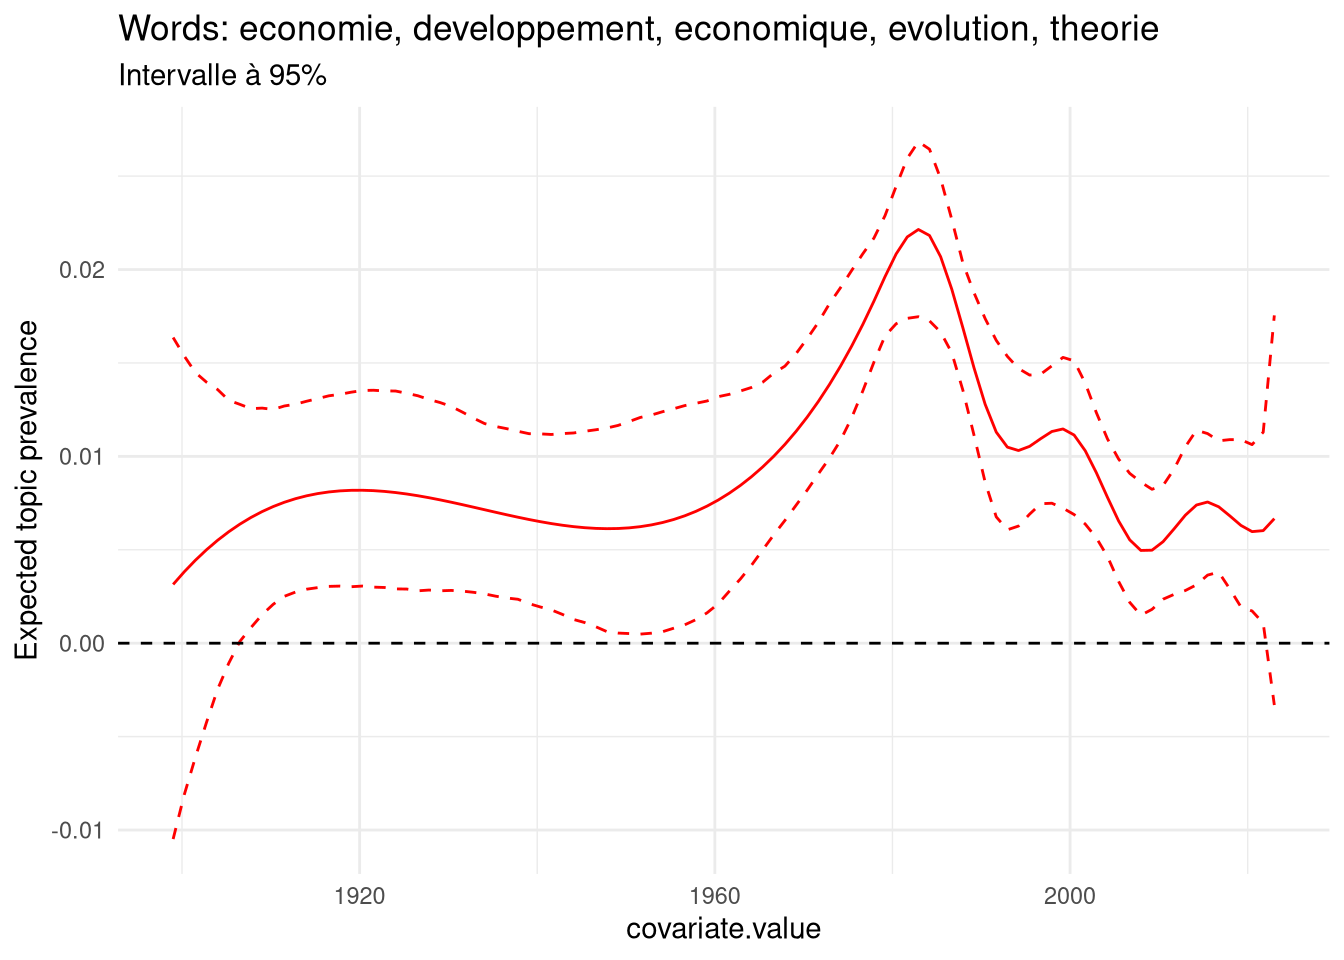 Words: economie, developpement, economique, evolution, theorie
Intervalle à 95%
Expected topic prevalence
0.02
0.01
0.00
-0.01
1920
1960
2000
covariate.value